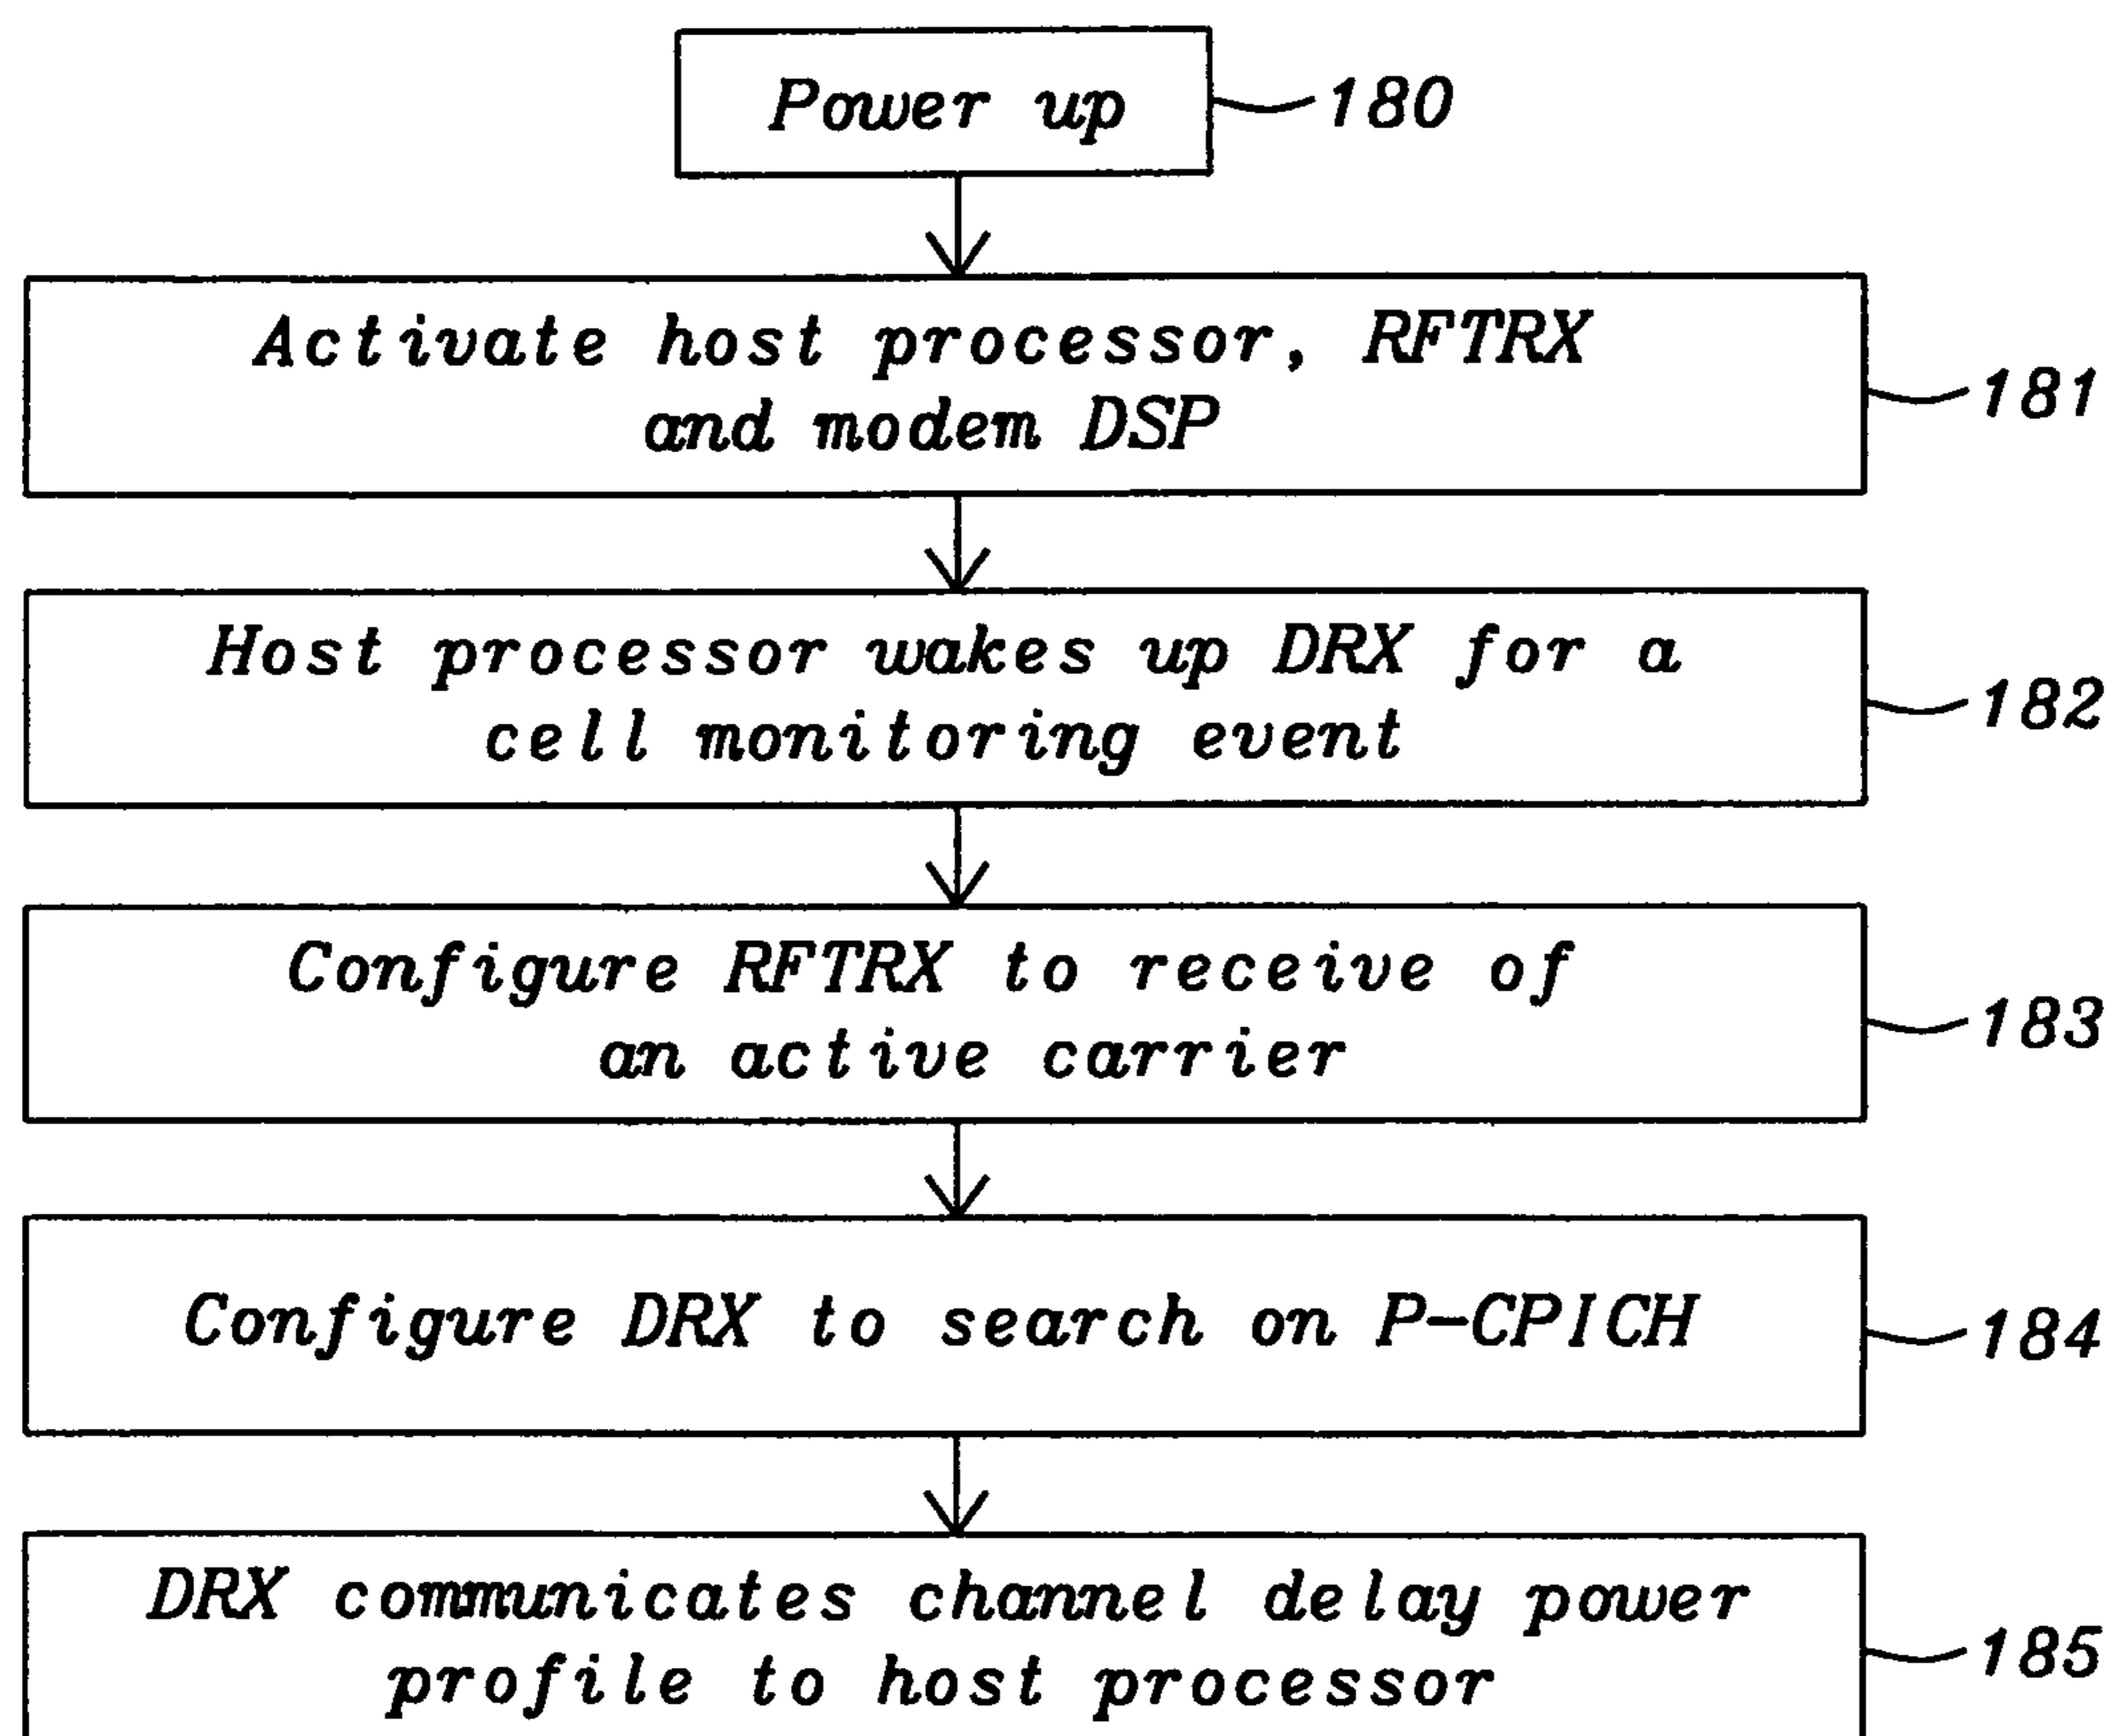 Power up
180
Activate host processor, RFTRX
and modem DSP
181
Host processor wakes up DRX for a
cell monitoring event
182
Configure RFTRX to receive of
an active carrier
183
Configure DRX to search on P-CPICH
184
DRX communicates channel delay power
profile to host processor
185